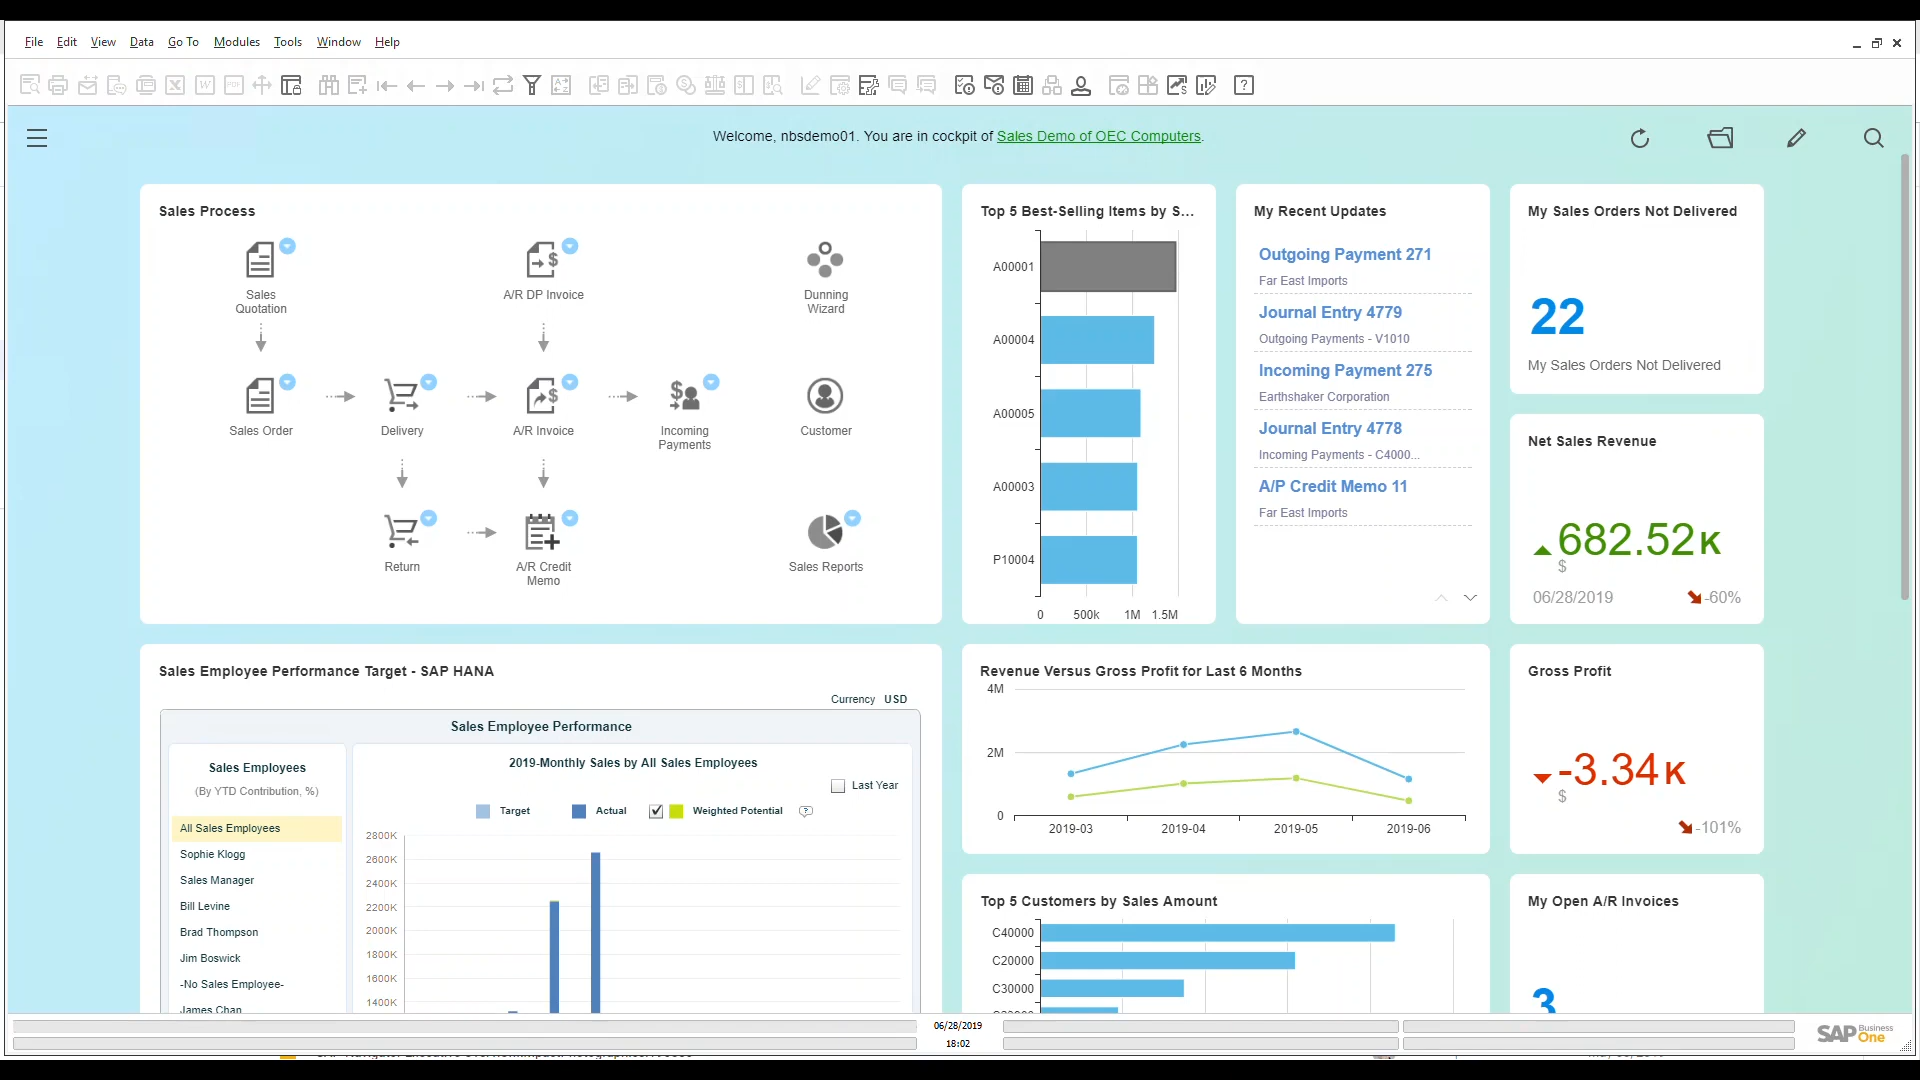 File Edit View Data Go To Modules Tools Window Help
Welcome, nbsdemo01. You are in cockpit of Sales Demo of OEC Computers.
Sales Process
Sales
Quotation
A/R DP Invoice
Dunning
Wizard
Sales Order
Delivery
A/R Invoice
Incoming
Payments
Customer
Return
A/R Credit
Memo
Sales Reports
Top 5 Best-Selling Items by S...
A00001
A00004
A00005
A00003
P10004
0 500k 1M 1.5M
My Recent Updates
Outgoing Payment 271
Far East Imports
Journal Entry 4779
Outgoing Payments - V1010
Incoming Payment 275
Earthshaker Corporation
Journal Entry 4778
Incoming Payments - C4000...
A/P Credit Memo 11
Far East Imports
My Sales Orders Not Delivered
22
My Sales Orders Not Delivered
Net Sales Revenue
682.52K
$
06/28/2019 -60%
Sales Employee Performance Target - SAP HANA
Currency USD
Sales Employee Performance
Sales Employees
(By YTD Contribution, %)
All Sales Employees
Sophie Klogg
Sales Manager
Bill Levine
Brad Thompson
Jim Boswick
-No Sales Employee-
James Chan
2019-Monthly Sales by All Sales Employees
Last Year
Target Actual Weighted Potential
2800K
2600K
2400K
2200K
2000K
1800K
1600K
1400K
Revenue Versus Gross Profit for Last 6 Months
4M
2M
0
2019-03 2019-04 2019-05 2019-06
Gross Profit
-3.34K
$
-101%
Top 5 Customers by Sales Amount
C40000
C20000
C30000
My Open A/R Invoices
3
06/28/2019
18:02
SAP Business One